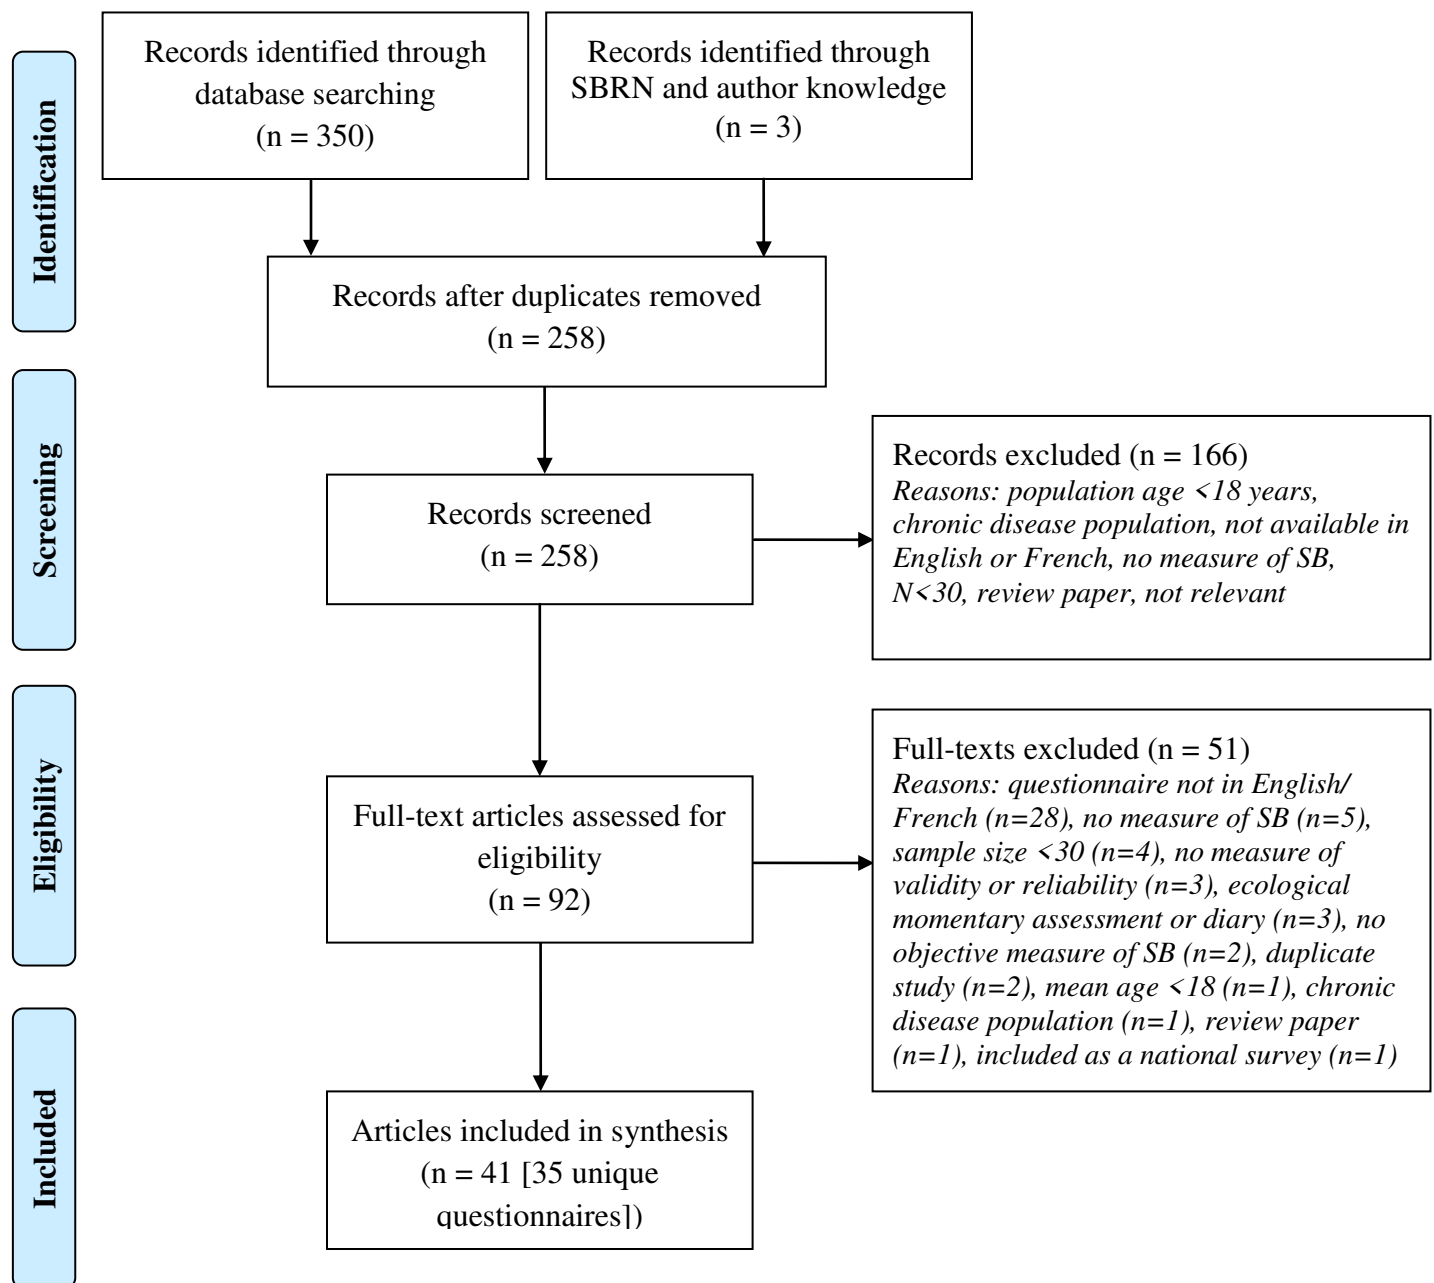 Identification
Records identified through
database searching
(n = 350)
Records identified through
SBRN and author knowledge
(n = 3)
Records after duplicates removed
(n = 258)
Screening
Records screened
(n = 258)
Records excluded (n = 166)
Reasons: population age <18 years,
chronic disease population, not available in
English or French, no measure of SB,
N<30, review paper, not relevant
Eligibility
Full-text articles assessed for
eligibility
(n = 92)
Full-texts excluded (n = 51)
Reasons: questionnaire not in English/
French (n=28), no measure of SB (n=5),
sample size <30 (n=4), no measure of
validity or reliability (n=3), ecological
momentary assessment or diary (n=3), no
objective measure of SB (n=2), duplicate
study (n=2), mean age <18 (n=1), chronic
disease population (n=1), review paper
(n=1), included as a national survey (n=1)
Included
Articles included in synthesis
(n = 41 [35 unique
questionnaires])